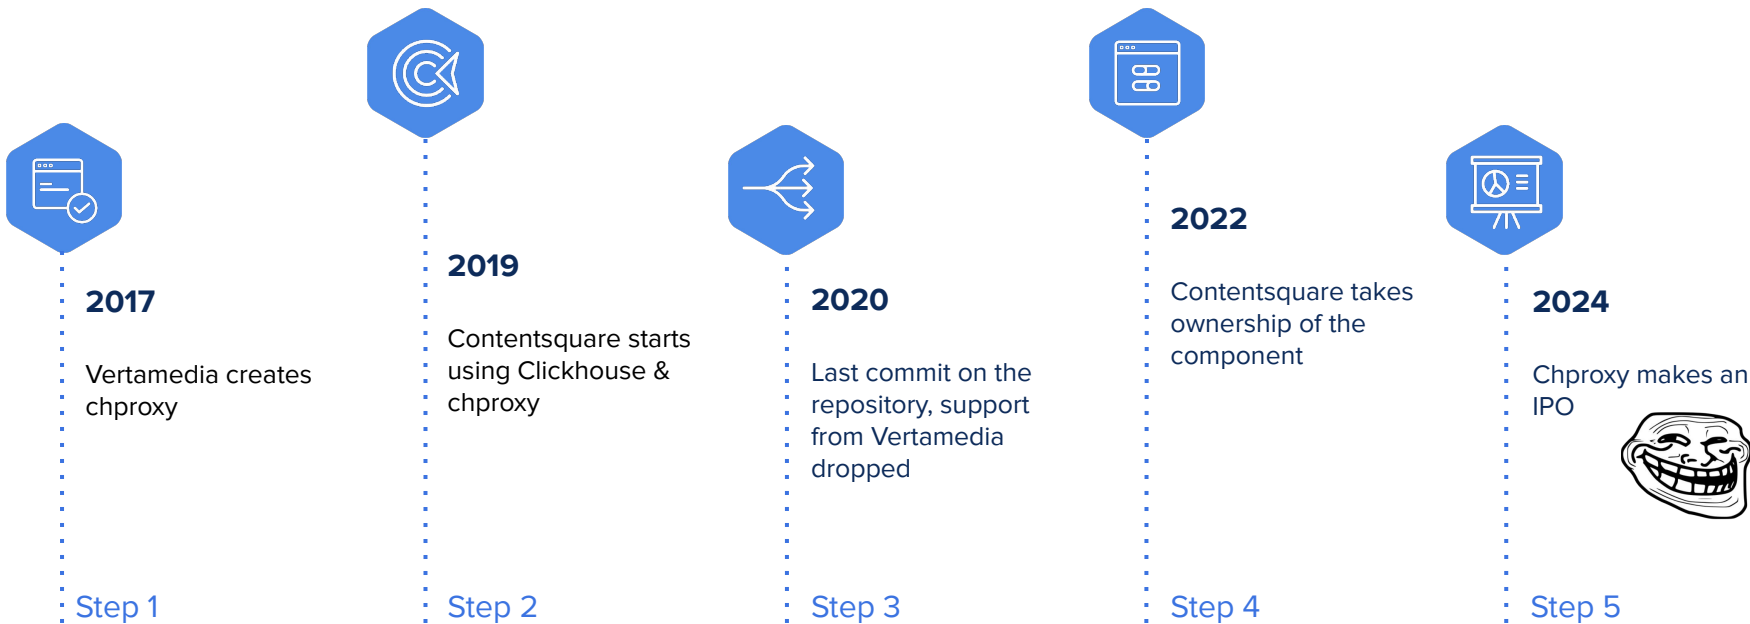 2017
Vertamedia creates
chproxy
Step 1
2019
Contentsquare starts
using Clickhouse &
chproxy
Step 2
2020
Last commit on the
repository, support
from Vertamedia
dropped
Step 3
2022
Contentsquare takes
ownership of the
component
Step 4
2024
Chproxy makes an
IPO
Step 5